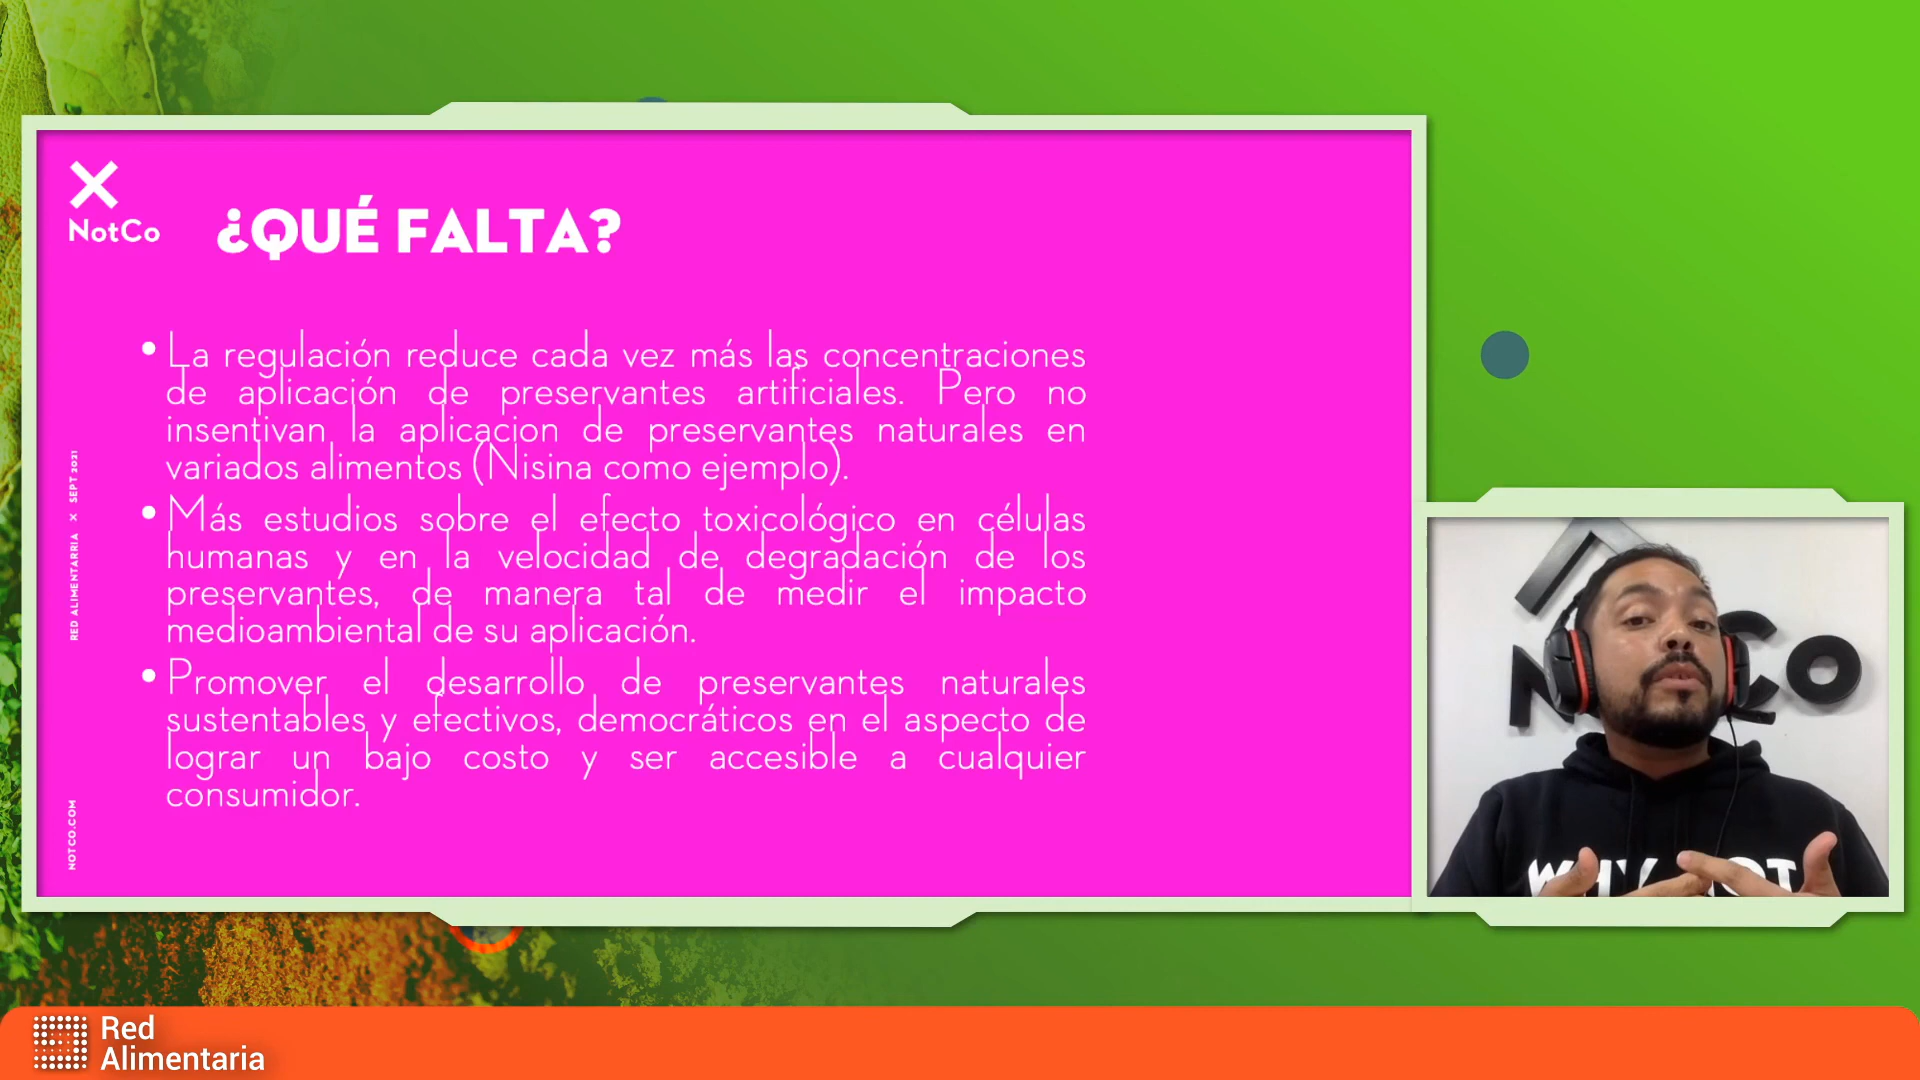 NotCo
¿QUÉ FALTA?
• La regulación reduce cada vez más las concentraciones
de aplicación de preservantes artificiales. Pero no
insentivan la aplicacion de preservantes naturales en
variados alimentos (Nisina como ejemplo).
• Más estudios sobre el efecto toxicológico en células
humanas y en la velocidad de degradación de los
preservantes, de manera tal de medir el impacto
medioambiental de su aplicación.
• Promover el desarrollo de preservantes naturales
sustentables y efectivos, democráticos en el aspecto de
lograr un bajo costo y ser accesible a cualquier
consumidor.
RED ALIMENTARRIA × SEPT 2021
NOTCO.COM
WHY NOT
Red
Alimentaria